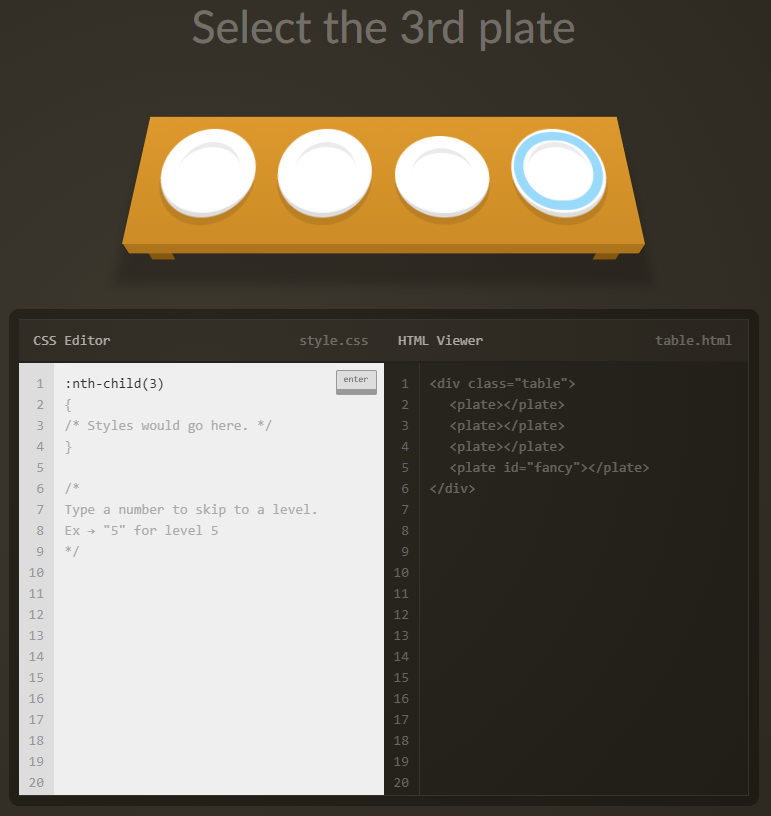 Select the 3rd plate
CSS Editor
style.css
1 :nth-child(3)
enter
2 {
3 /* Styles would go here. */
4 }
5
6 /*
7 Type a number to skip to a level.
8 Ex → "5" for level 5
9 */
10
11
12
13
14
15
16
17
18
19
20
HTML Viewer
table.html
1 <div class="table">
2 <plate></plate>
3 <plate></plate>
4 <plate></plate>
5 <plate id="fancy"></plate>
6 </div>
7
8
9
10
11
12
13
14
15
16
17
18
19
20